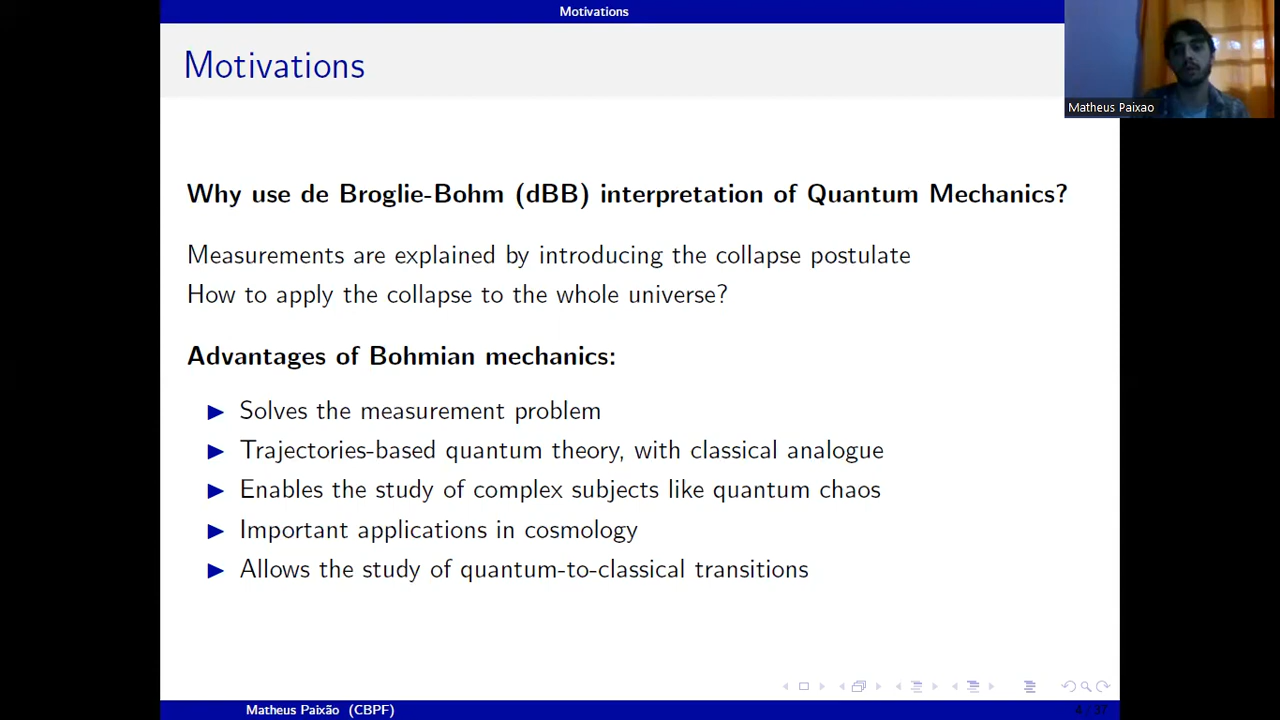 Motivations
Motivations
Matheus Paixao
Why use de Broglie-Bohm (dBB) interpretation of Quantum Mechanics?
Measurements are explained by introducing the collapse postulate
How to apply the collapse to the whole universe?
Advantages of Bohmian mechanics:
Solves the measurement problem
Trajectories-based quantum theory, with classical analogue
Enables the study of complex subjects like quantum chaos
Important applications in cosmology
Allows the study of quantum-to-classical transitions
Matheus Paixão (CBPF)
4 / 37